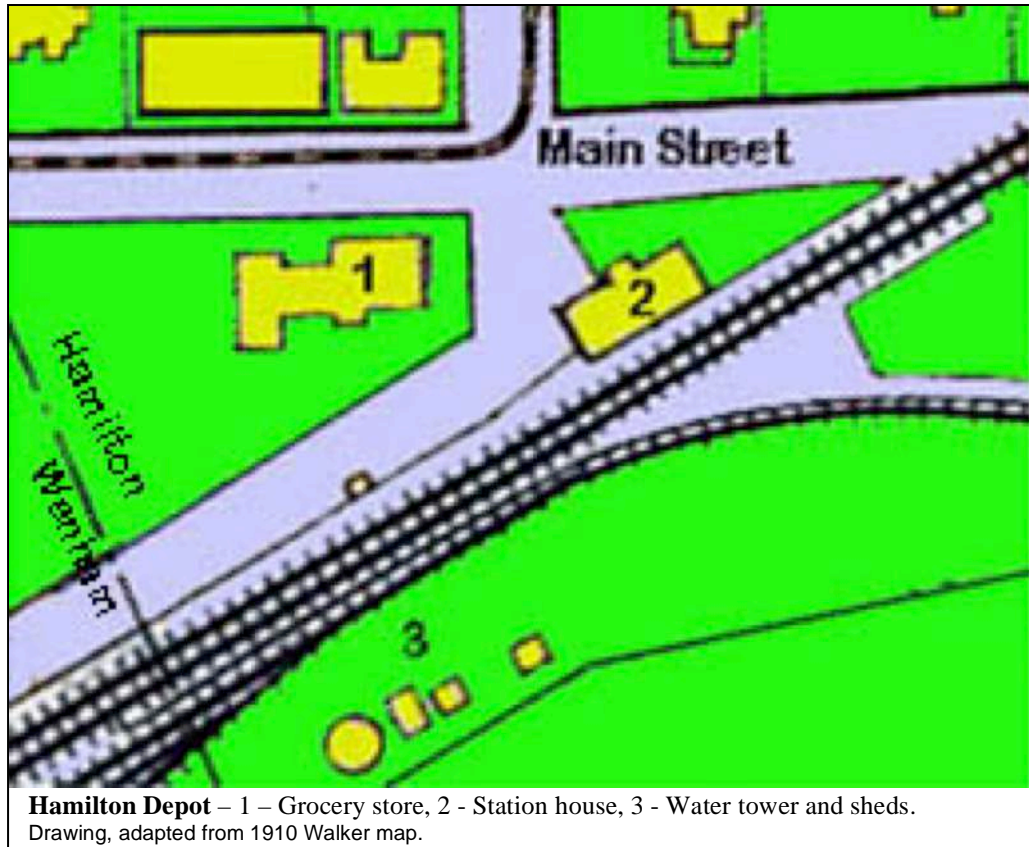 Main Street
1
2
Hamilton
Wenham
3
Hamilton Depot – 1 – Grocery store, 2 - Station house, 3 - Water tower and sheds.
Drawing, adapted from 1910 Walker map.